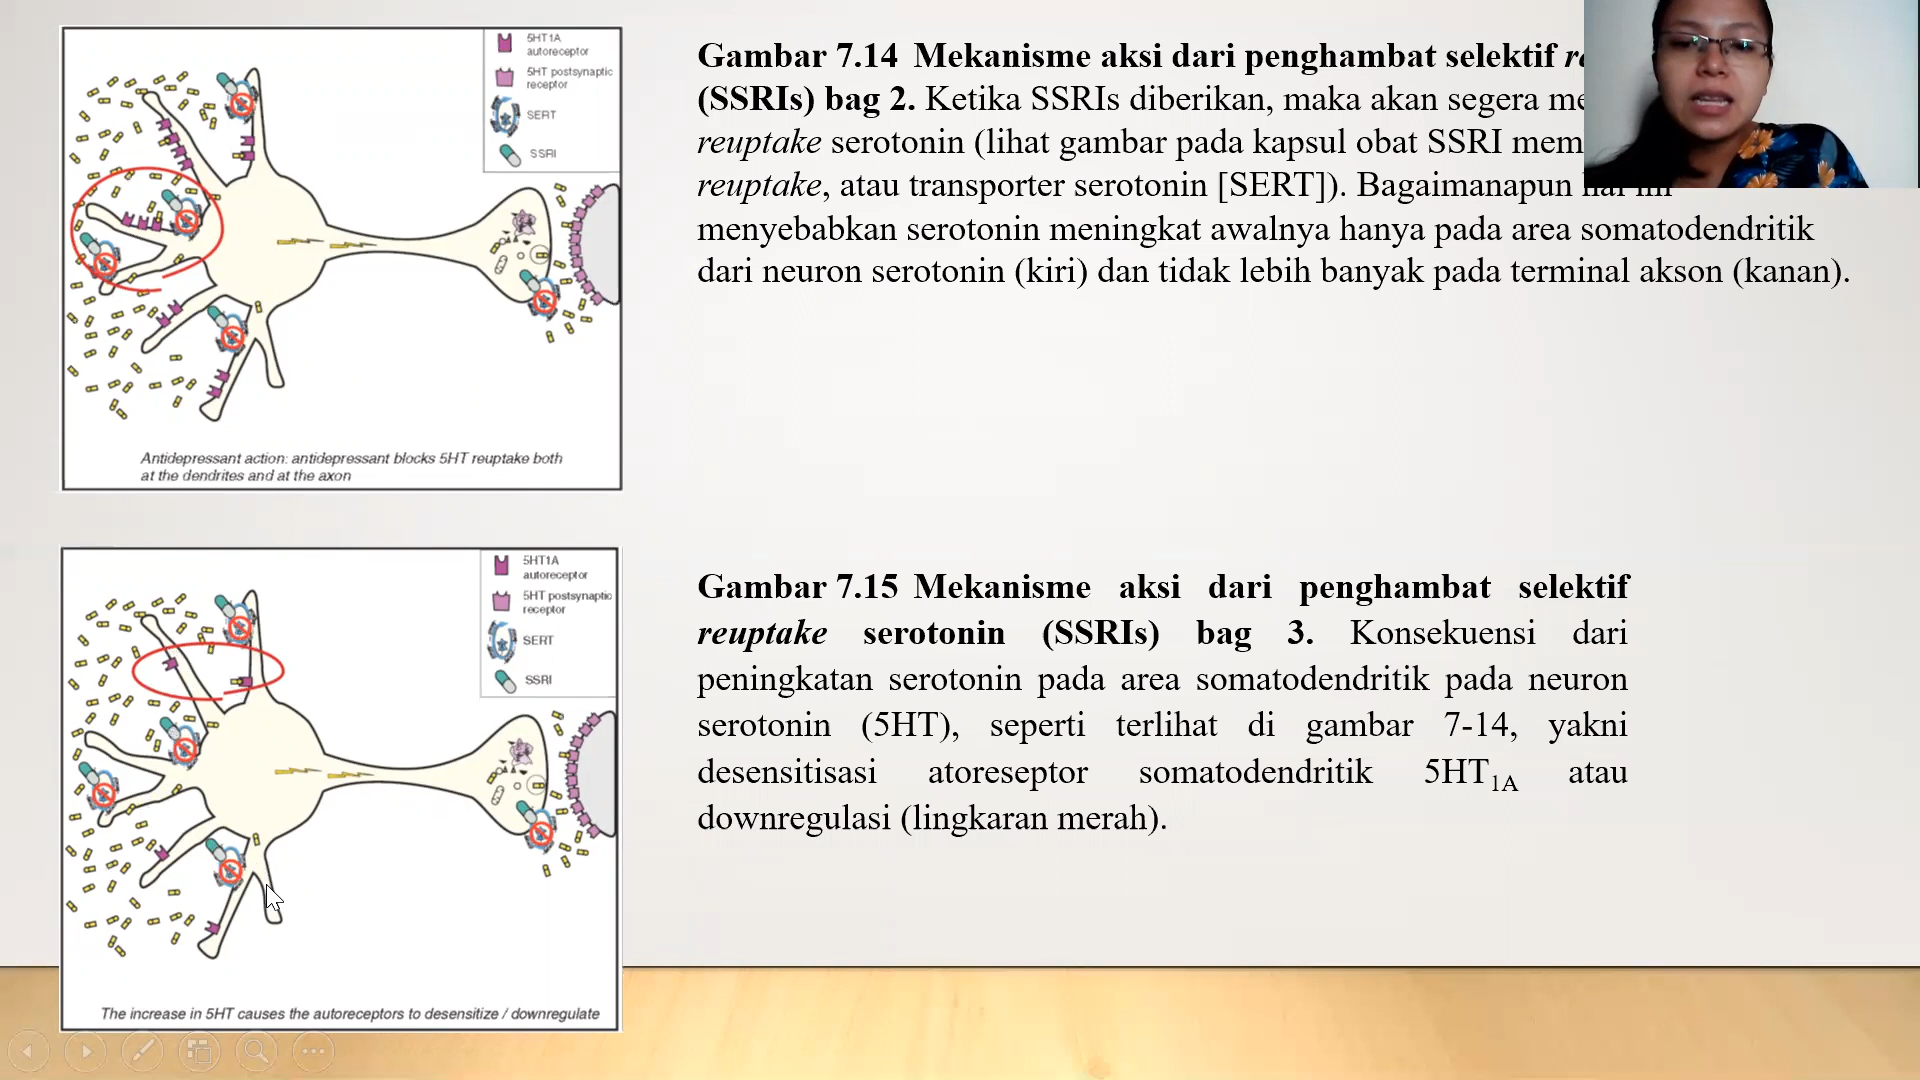 5HT1A
autoreceptor
5HT postsynaptic
receptor
SERT
SSRI
Antidepressant action: antidepressant blocks 5HT reuptake both
at the dendrites and at the axon
Gambar 7.14 Mekanisme aksi dari penghambat selektif
(SSRIs) bag 2. Ketika SSRIs diberikan, maka akan segera
reuptake serotonin (lihat gambar pada kapsul obat SSRI
reuptake, atau transporter serotonin [SERT]). Bagaimanapun hal ini
menyebabkan serotonin meningkat awalnya hanya pada area somatodendritik
dari neuron serotonin (kiri) dan tidak lebih banyak pada terminal akson (kanan).
5HT1A
autoreceptor
5HT postsynaptic
receptor
SERT
SSRI
The increase in 5HT causes the autoreceptors to desensitize / downregulate
Gambar 7.15 Mekanisme aksi dari penghambat selektif
reuptake serotonin (SSRIs) bag 3. Konsekuensi dari
peningkatan serotonin pada area somatodendritik pada neuron
serotonin (5HT), seperti terlihat di gambar 7-14, yakni
desensitisasi atoreseptor somatodendritik 5HT1A atau
downregulasi (lingkaran merah).